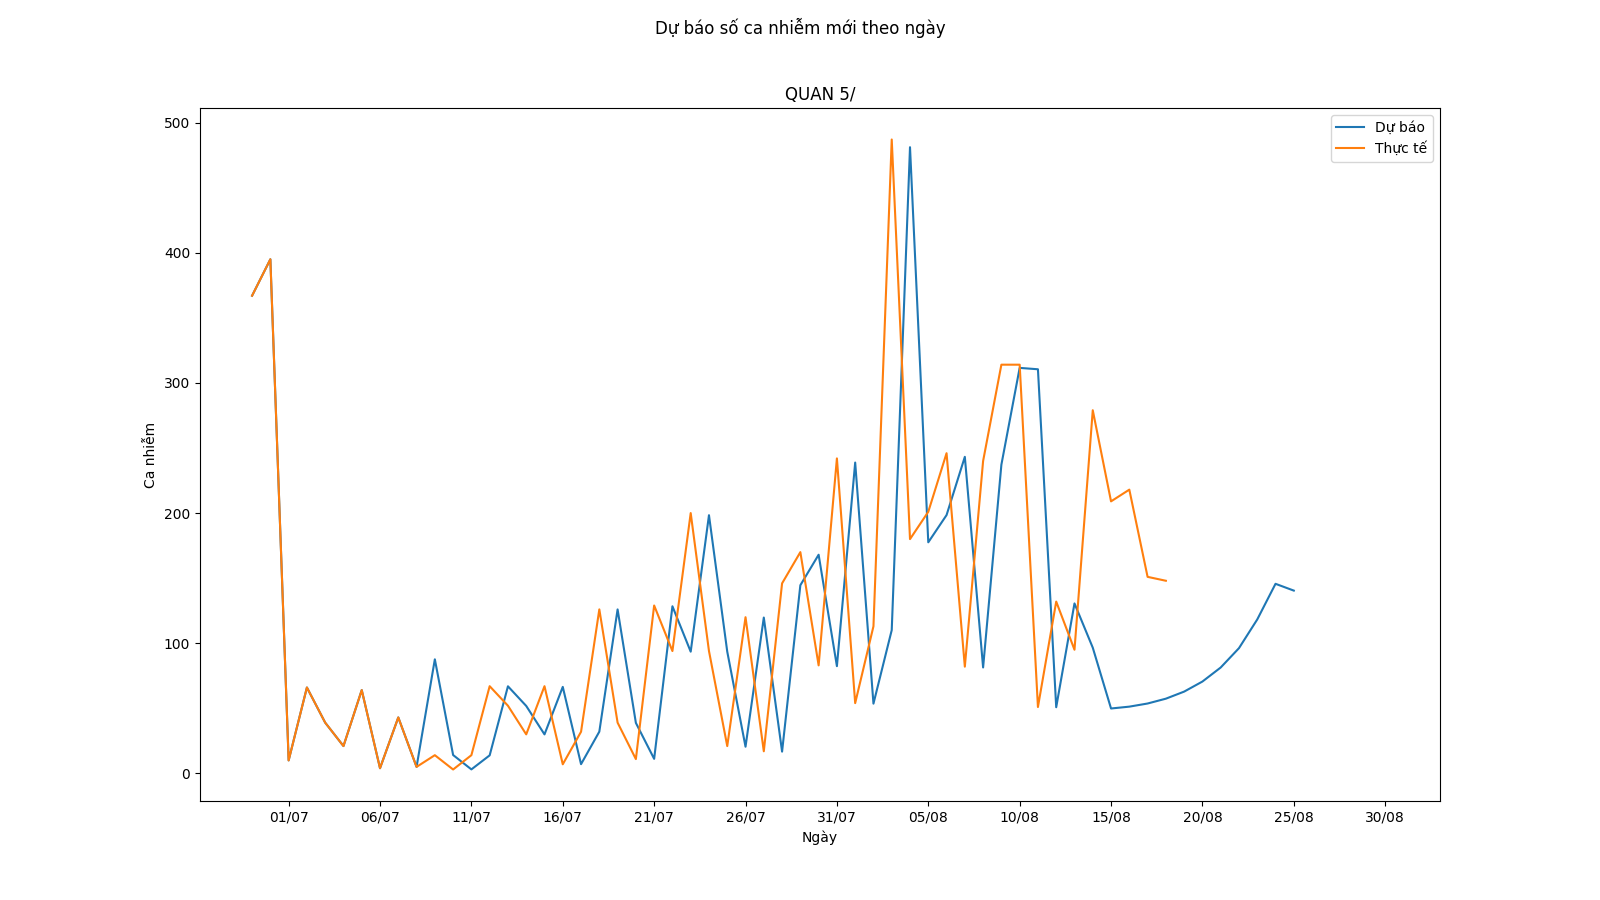 Dự báo số ca nhiễm mới theo ngày
QUAN 5/
Dự báo
Thực tế
Ca nhiễm
500
400
300
200
100
0
01/07 06/07 11/07 16/07 21/07 26/07 31/07 05/08 10/08 15/08 20/08 25/08 30/08
Ngày